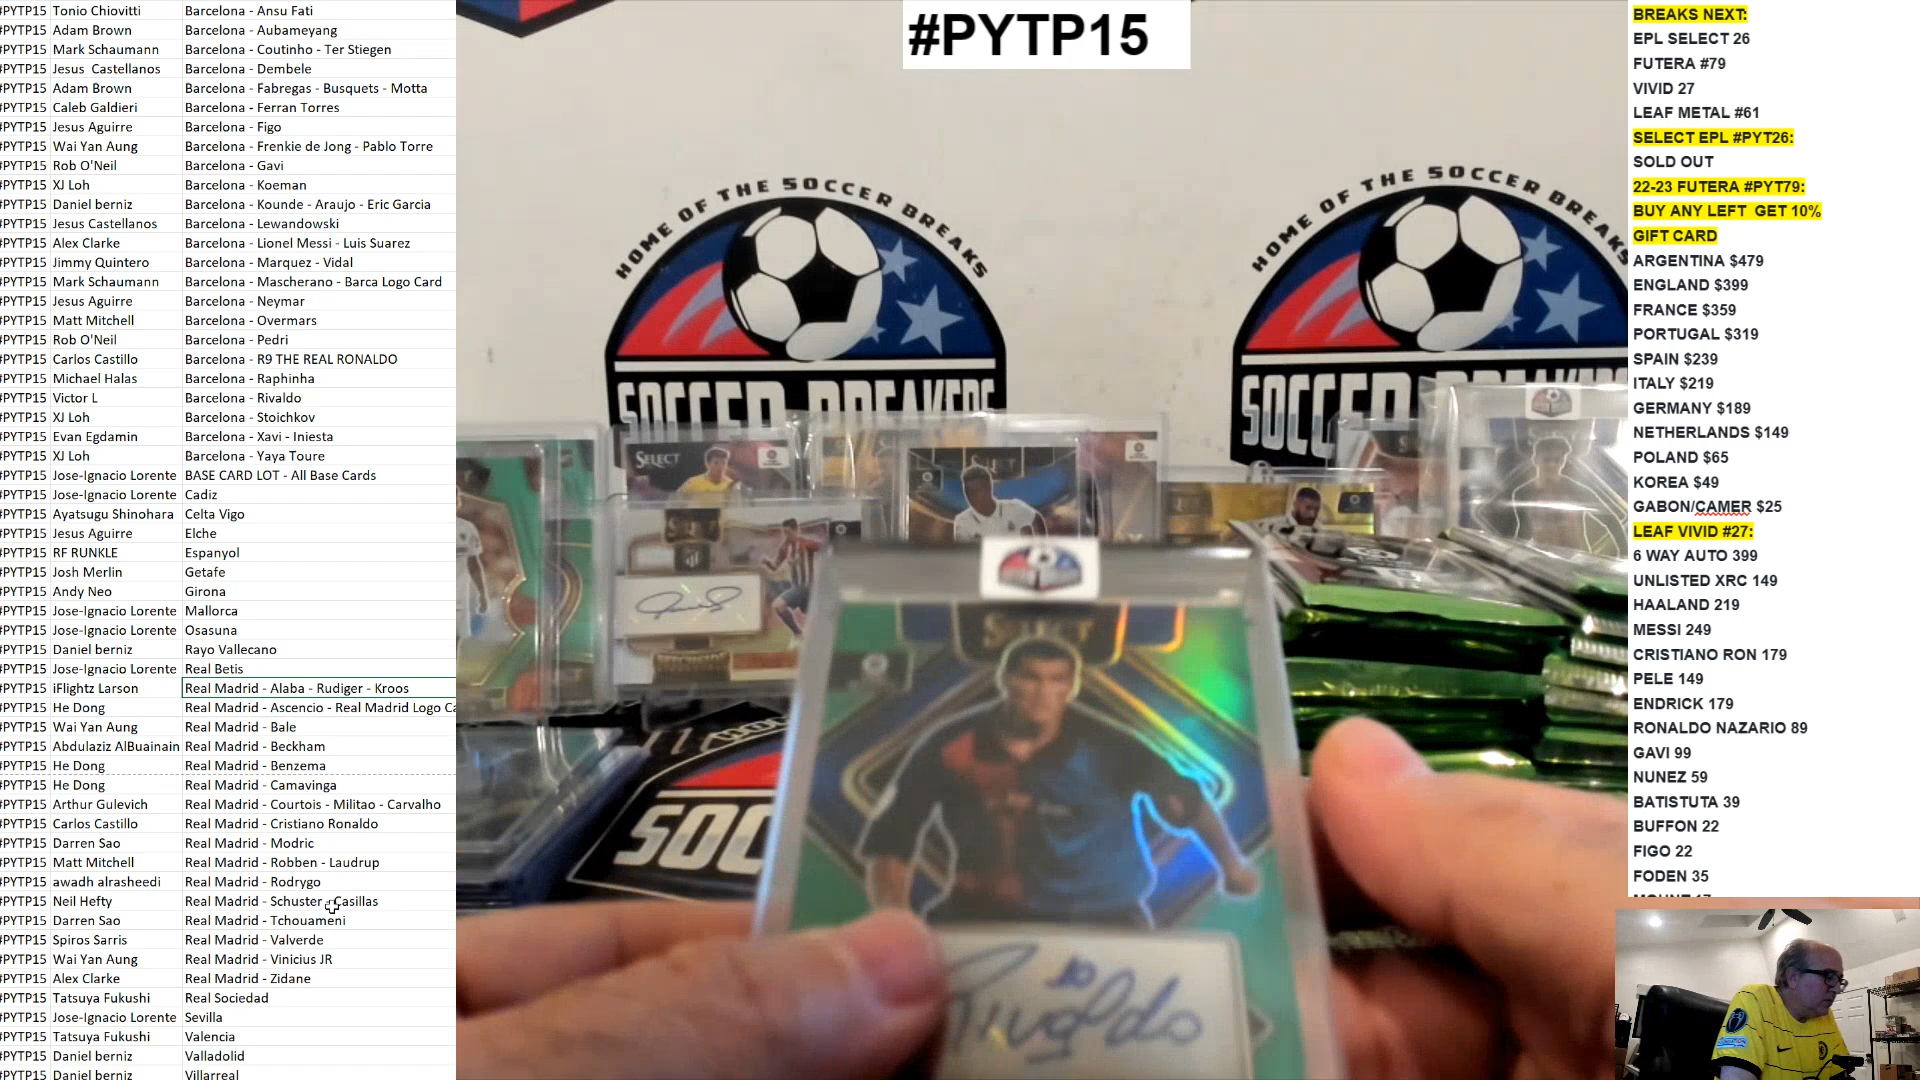 #PYTP15 Tonio Chiovitti Barcelona - Ansu Fati
#PYTP15 Adam Brown Barcelona - Aubameyang
#PYTP15 Mark Schaumann Barcelona - Coutinho - Ter Stiegen
#PYTP15 Jesus Castellanos Barcelona - Dembele
#PYTP15 Adam Brown Barcelona - Fabregas - Busquets - Motta
#PYTP15 Caleb Galdieri Barcelona - Ferran Torres
#PYTP15 Jesus Aguirre Barcelona - Figo
#PYTP15 Wai Yan Aung Barcelona - Frenkie de Jong - Pablo Torre
#PYTP15 Rob O'Neil Barcelona - Gavi
#PYTP15 XJ Loh Barcelona - Koeman
#PYTP15 Daniel berniz Barcelona - Kounde - Araujo - Eric Garcia
#PYTP15 Jesus Castellanos Barcelona - Lewandowski
#PYTP15 Alex Clarke Barcelona - Lionel Messi - Luis Suarez
#PYTP15 Jimmy Quintero Barcelona - Marquez - Vidal
#PYTP15 Mark Schaumann Barcelona - Mascherano - Barca Logo Card
#PYTP15 Jesus Aguirre Barcelona - Neymar
#PYTP15 Matt Mitchell Barcelona - Overmars
#PYTP15 Rob O'Neil Barcelona - Pedri
#PYTP15 Carlos Castillo Barcelona - R9 THE REAL RONALDO
#PYTP15 Michael Halas Barcelona - Raphinha
#PYTP15 Victor L Barcelona - Rivaldo
#PYTP15 XJ Loh Barcelona - Stoichkov
#PYTP15 Evan Egdamin Barcelona - Xavi - Iniesta
#PYTP15 XJ Loh Barcelona - Yaya Toure
#PYTP15 Jose-Ignacio Lorente BASE CARD LOT - All Base Cards
#PYTP15 Jose-Ignacio Lorente Cadiz
#PYTP15 Ayatsugu Shinohara Celta Vigo
#PYTP15 Jesus Aguirre Elche
#PYTP15 RF RUNKLE Espanyol
#PYTP15 Josh Merlin Getafe
#PYTP15 Andy Neo Girona
#PYTP15 Jose-Ignacio Lorente Mallorca
#PYTP15 Jose-Ignacio Lorente Osasuna
#PYTP15 Daniel berniz Rayo Vallecano
#PYTP15 Jose-Ignacio Lorente Real Betis
#PYTP15 iFlightz Larson Real Madrid - Alaba - Rudiger - Kroos
#PYTP15 He Dong Real Madrid - Ascencio - Real Madrid Logo Ca
#PYTP15 Wai Yan Aung Real Madrid - Bale
#PYTP15 Abdulaziz AlBuainain Real Madrid - Beckham
#PYTP15 He Dong Real Madrid - Benzema
#PYTP15 He Dong Real Madrid - Camavinga
#PYTP15 Arthur Gulevich Real Madrid - Courtois - Militao - Carvalho
#PYTP15 Carlos Castillo Real Madrid - Cristiano Ronaldo
#PYTP15 Darren Sao Real Madrid - Modric
#PYTP15 Matt Mitchell Real Madrid - Robben - Laudrup
#PYTP15 awadh alrasheedi Real Madrid - Rodrygo
#PYTP15 Neil Hefty Real Madrid - Schuster - Casillas
#PYTP15 Darren Sao Real Madrid - Tchouameni
#PYTP15 Spiros Sarris Real Madrid - Valverde
#PYTP15 Wai Yan Aung Real Madrid - Vinicius JR
#PYTP15 Alex Clarke Real Madrid - Zidane
#PYTP15 Tatsuya Fukushi Real Sociedad
#PYTP15 Jose-Ignacio Lorente Sevilla
#PYTP15 Tatsuya Fukushi Valencia
#PYTP15 Daniel berniz Valladolid
#PYTP15 Daniel berniz Villarreal
#PYTP15
HOME OF THE SOCCER BREAKS
SOCCER BREAKERS
HOME OF THE SOCCER BREAKS
SOCCER
SELECT
SELECT
SELECT
SOC
Rivaldo
10
BREAKS NEXT:
EPL SELECT 26
FUTERA #79
VIVID 27
LEAF METAL #61
SELECT EPL #PYT26:
SOLD OUT
22-23 FUTERA #PYT79:
BUY ANY LEFT GET 10%
GIFT CARD
ARGENTINA $479
ENGLAND $399
FRANCE $359
PORTUGAL $319
SPAIN $239
ITALY $219
GERMANY $189
NETHERLANDS $149
POLAND $65
KOREA $49
GABON/CAMER $25
LEAF VIVID #27:
6 WAY AUTO 399
UNLISTED XRC 149
HAALAND 219
MESSI 249
CRISTIANO RON 179
PELE 149
ENDRICK 179
RONALDO NAZARIO 89
GAVI 99
NUNEZ 59
BATISTUTA 39
BUFFON 22
FIGO 22
FODEN 35